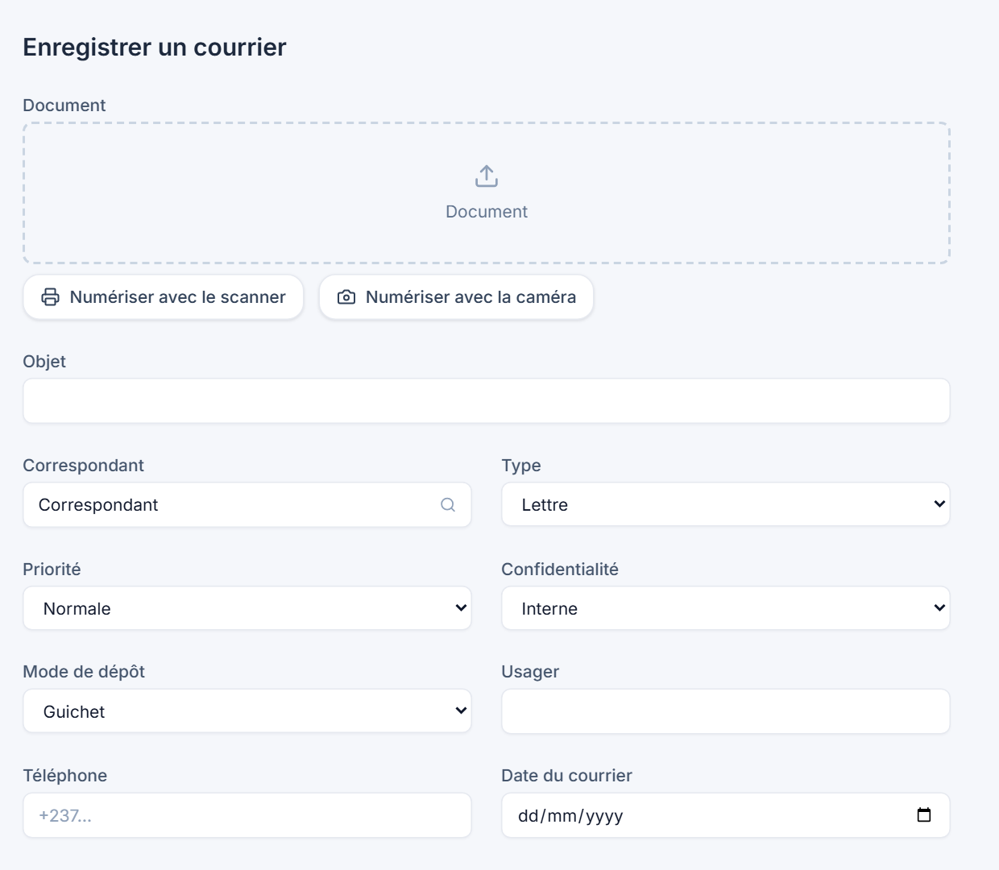 Enregistrer un courrier
Document
Document
Numériser avec le scanner
Numériser avec la caméra
Objet
Correspondant
Type
Correspondant
Lettre
Priorité
Confidentialité
Normale
Interne
Mode de dépôt
Usager
Guichet
Téléphone
Date du courrier
+237...
dd/mm/yyyy